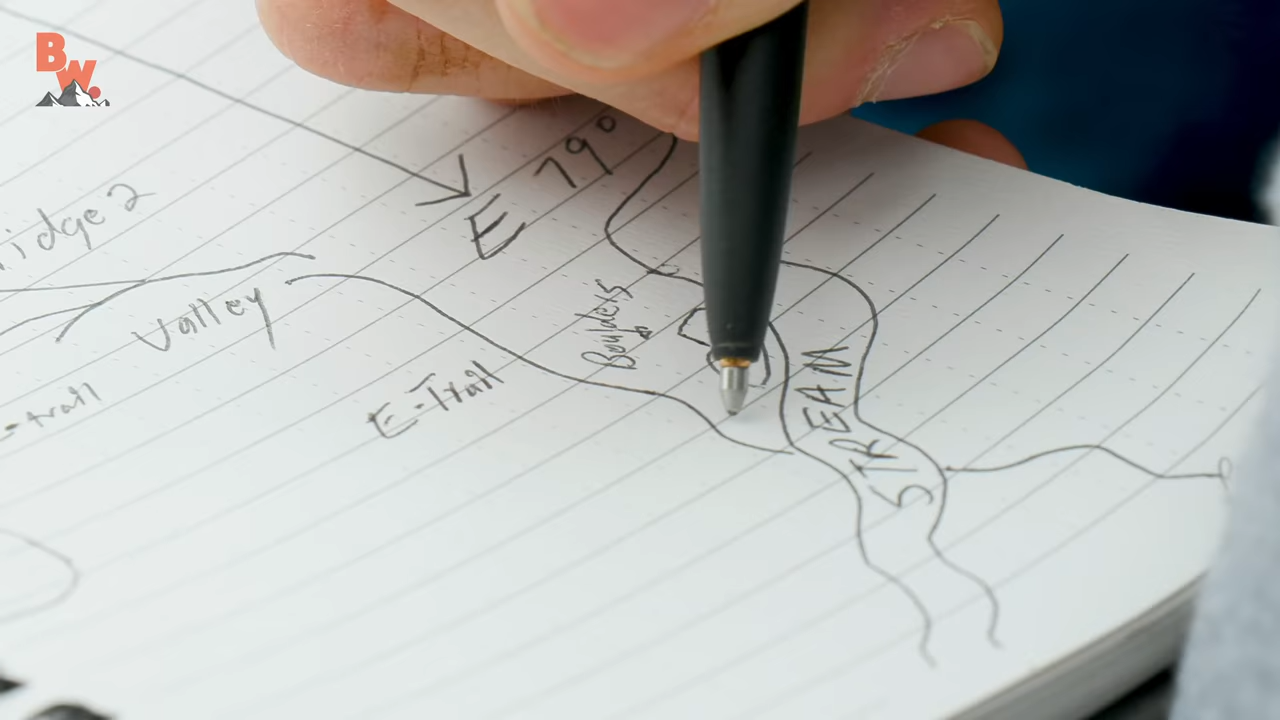 BW.
E 79°
idge 2
Valley
Boulders
E-Trail
STREAM
-trail